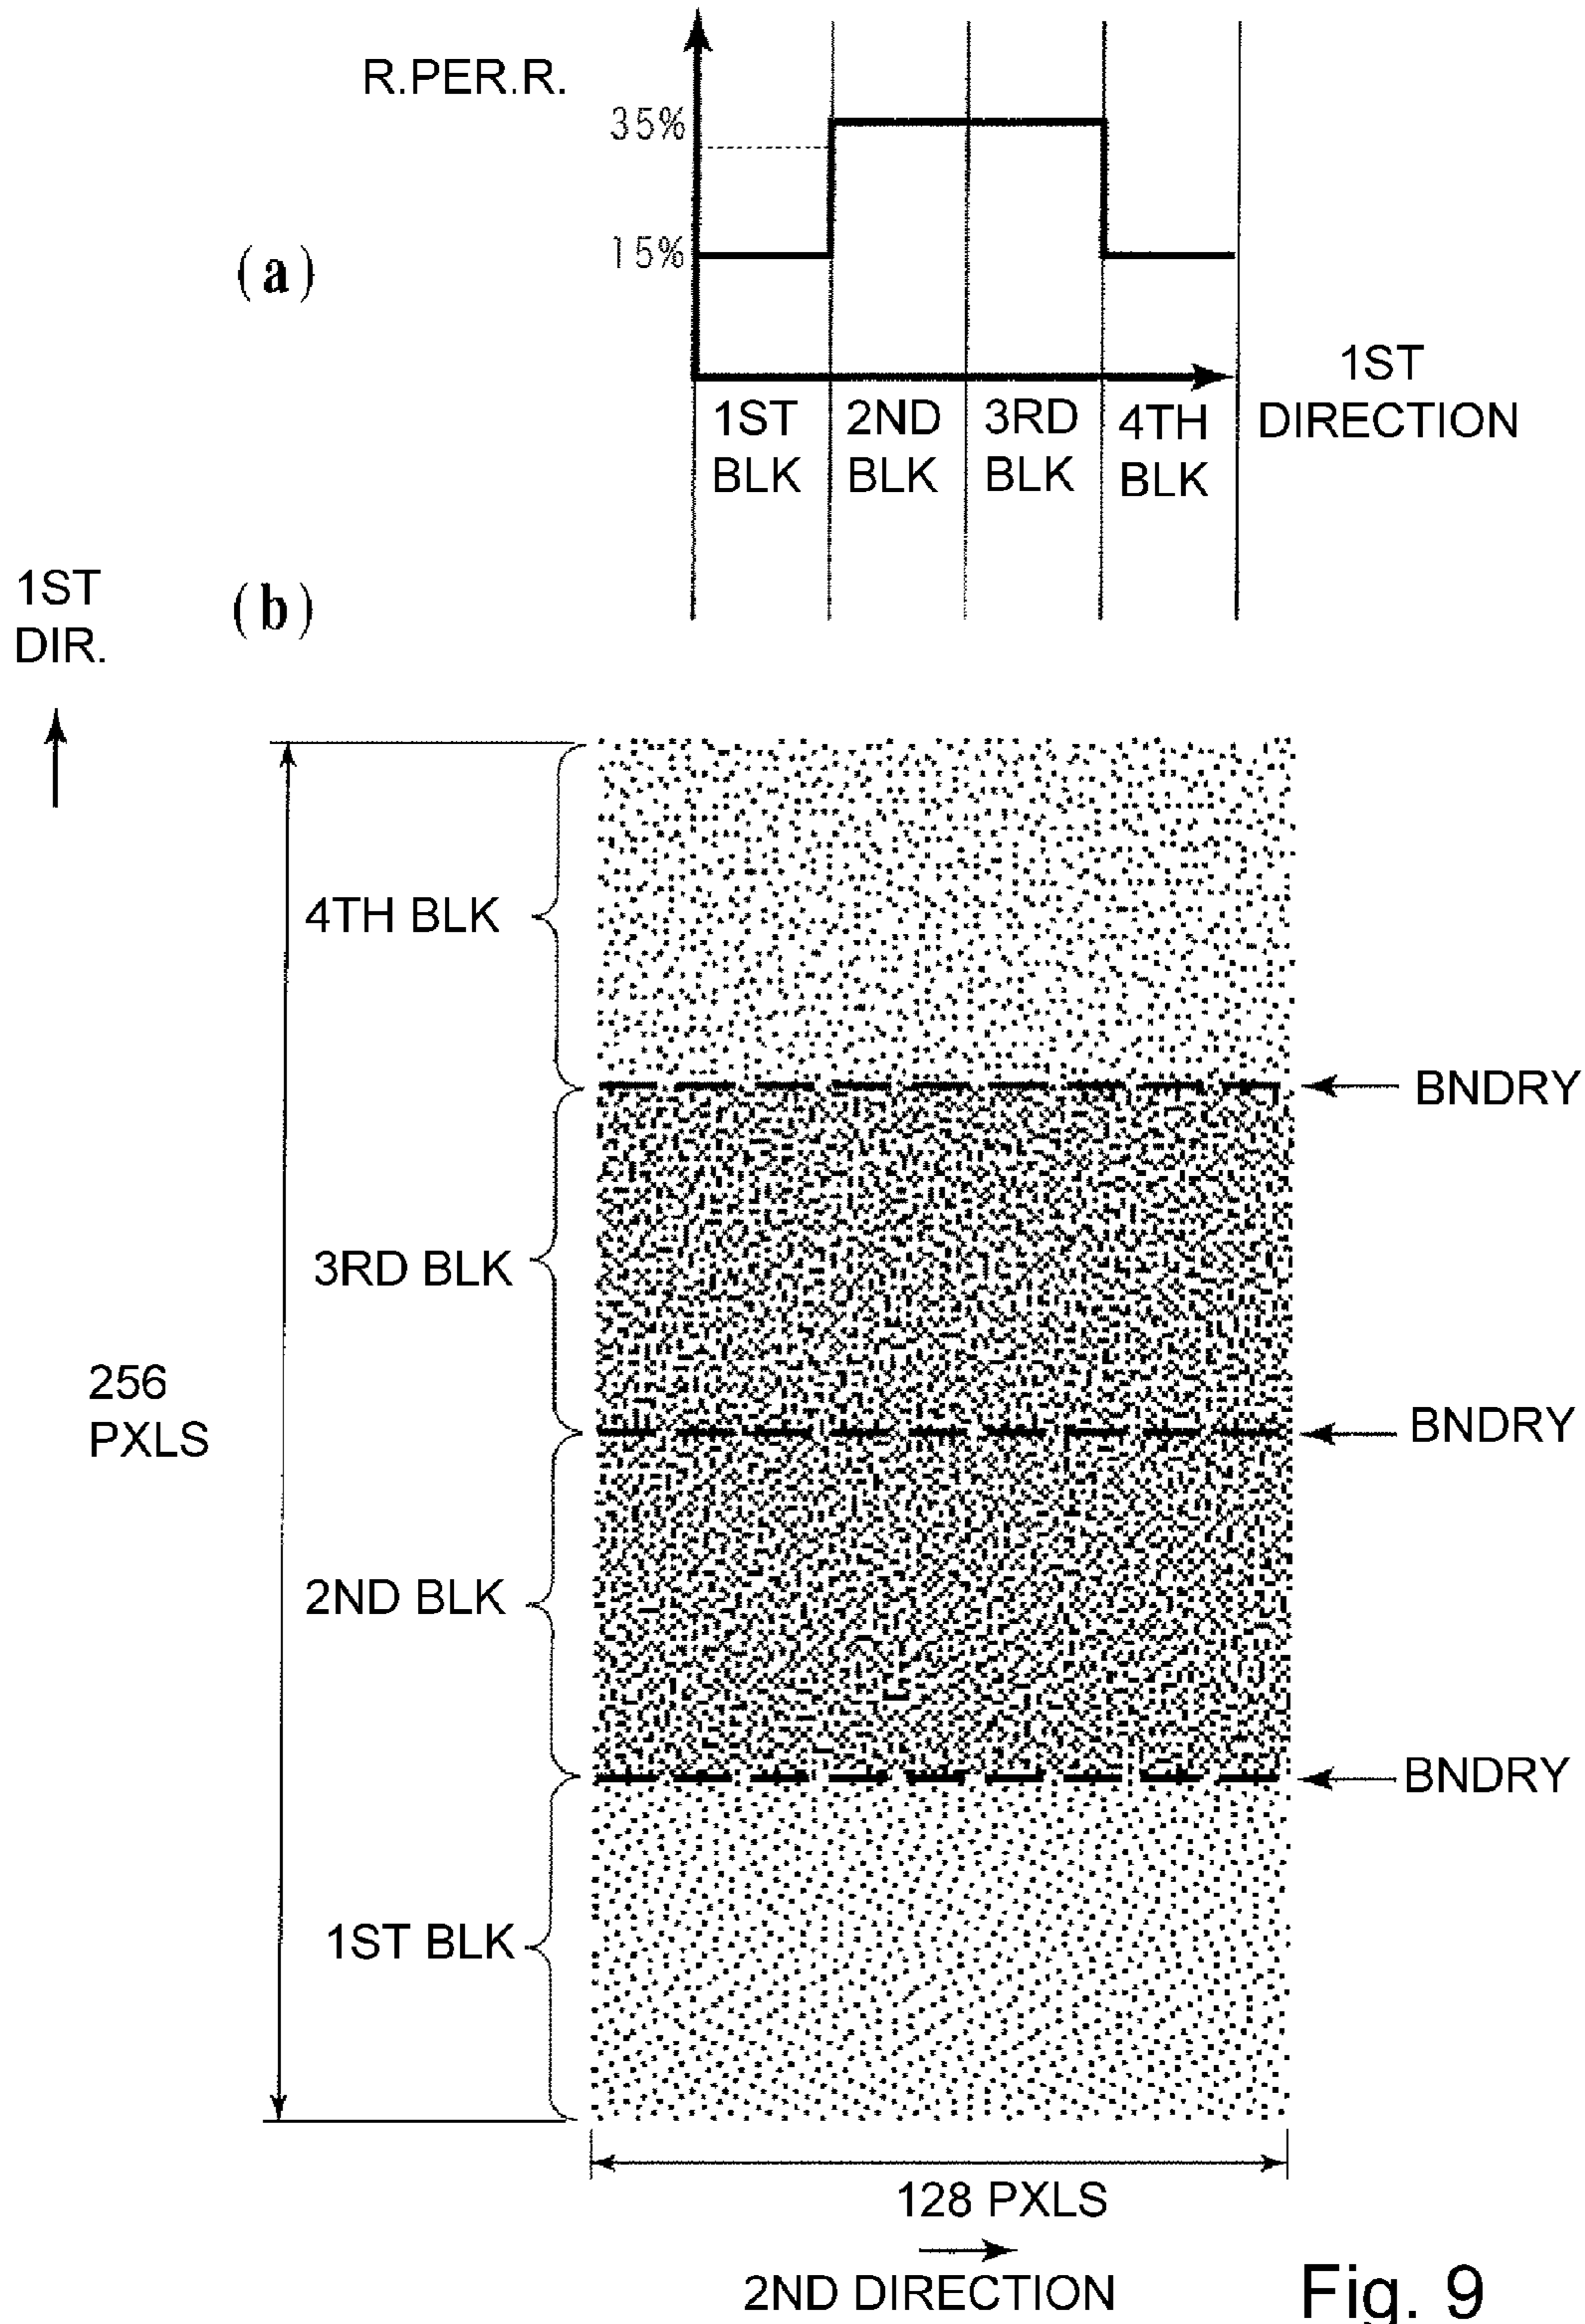 R.PER.R.
35%
15%
(a)
1ST
DIRECTION
1ST
BLK
2ND
BLK
3RD
BLK
4TH
BLK
1ST
DIR.
(b)
4TH BLK
BNDRY
3RD BLK
256
PXLS
BNDRY
2ND BLK
BNDRY
1ST BLK
128 PXLS
2ND DIRECTION
Fig. 9